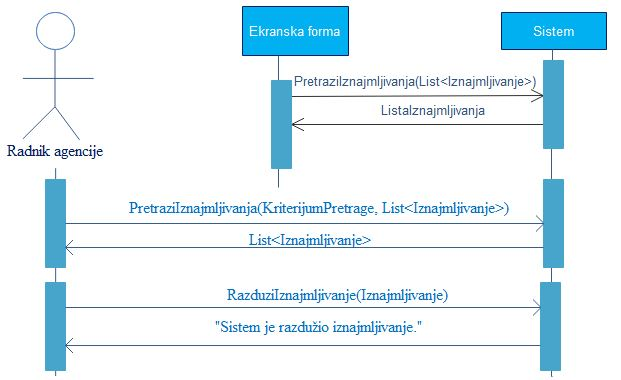 Ekranska forma
Sistem
PretraziIznajmljivanja(List<Iznajmljivanje>)
ListaIznajmljivanja
Radnik agencije
PretraziIznajmljivanja(KriterijumPretrage, List<Iznajmljivanje>)
List<Iznajmljivanje>
RazduziIznajmljivanje(Iznajmljivanje)
"Sistem je razdužio iznajmljivanje."